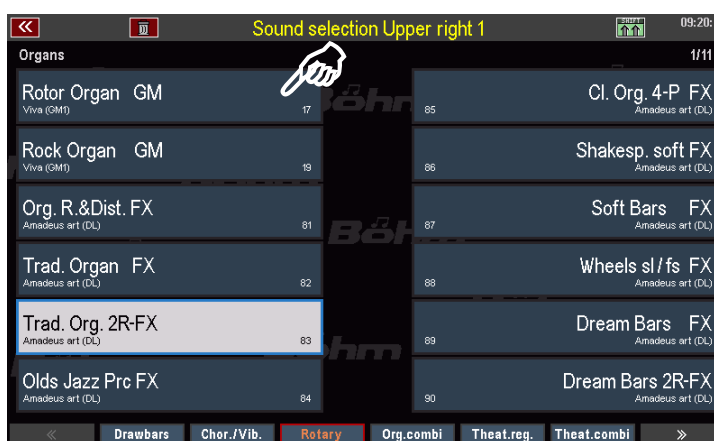 Sound selection Upper right 1
SHIFT
09:20:
Organs
1/11
Rotor Organ GM
Viva (GM1)
17
Rock Organ GM
Viva (GM1)
19
Org. R.&Dist. FX
Amadeus art (DL)
81
Trad. Organ FX
Amadeus art (DL)
82
Trad. Org. 2R-FX
Amadeus art (DL)
83
Olds Jazz Prc FX
Amadeus art (DL)
84
Cl. Org. 4-P FX
Amadeus art (DL)
85
Shakesp. soft FX
Amadeus art (DL)
86
Soft Bars FX
Amadeus art (DL)
87
Wheels sl/fs FX
Amadeus art (DL)
88
Dream Bars FX
Amadeus art (DL)
89
Dream Bars 2R-FX
Amadeus art (DL)
90
Böhm
« Drawbars Chor./Vib. Rotary Org.combi Theat.reg. Theat.combi »